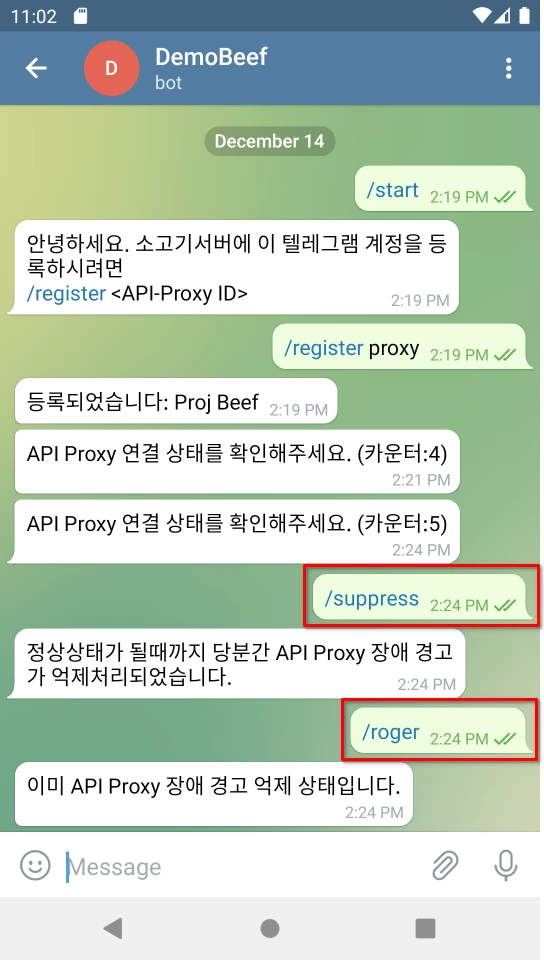 11:02
D
DemoBeef
bot
December 14
/start 2:19 PM
안녕하세요. 소고기서버에 이 텔레그램 계정을 등
록하시려면
/register <API-Proxy ID> 2:19 PM
/register proxy 2:19 PM
등록되었습니다: Proj Beef 2:19 PM
API Proxy 연결 상태를 확인해주세요. (카운터:4)
2:21 PM
API Proxy 연결 상태를 확인해주세요. (카운터:5)
2:24 PM
/suppress 2:24 PM
정상상태가 될때까지 당분간 API Proxy 장애 경고
가 억제처리되었습니다. 2:24 PM
/roger 2:24 PM
이미 API Proxy 장애 경고 억제 상태입니다.
2:24 PM
Message